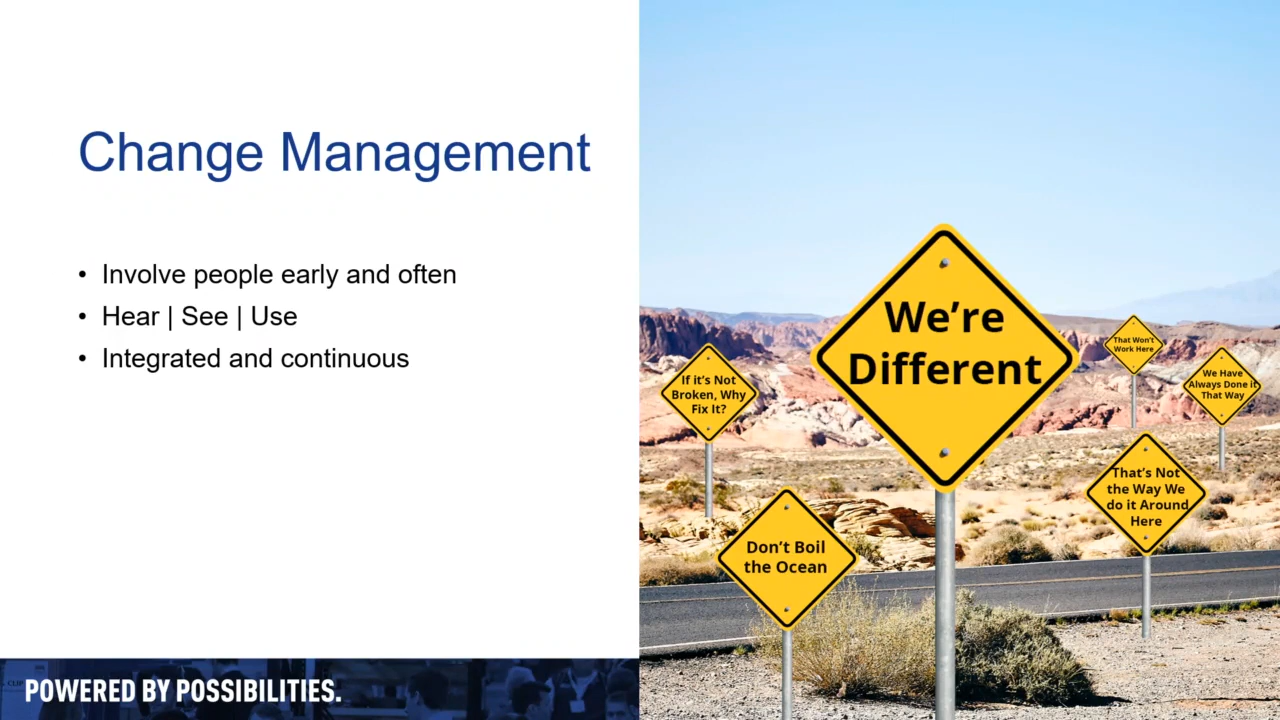 Change Management
• Involve people early and often
• Hear | See | Use
• Integrated and continuous
POWERED BY POSSIBILITIES.
We're
Different
If it's Not
Broken, Why
Fix It?
That Won't
Work Here
We Have
Always Done it
That Way
That's Not
the Way We
do it Around
Here
Don't Boil
the Ocean